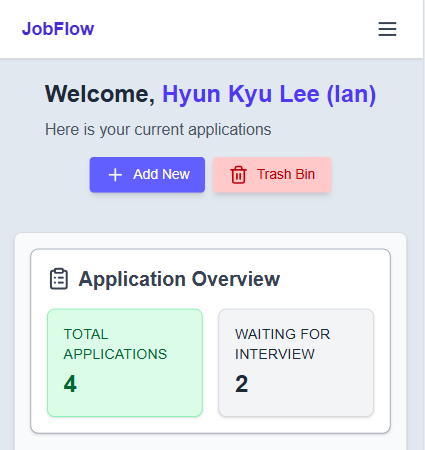 JobFlow
Welcome, Hyun Kyu Lee (Ian)
Here is your current applications
Add New
Trash Bin
Application Overview
TOTAL
APPLICATIONS
4
WAITING FOR
INTERVIEW
2